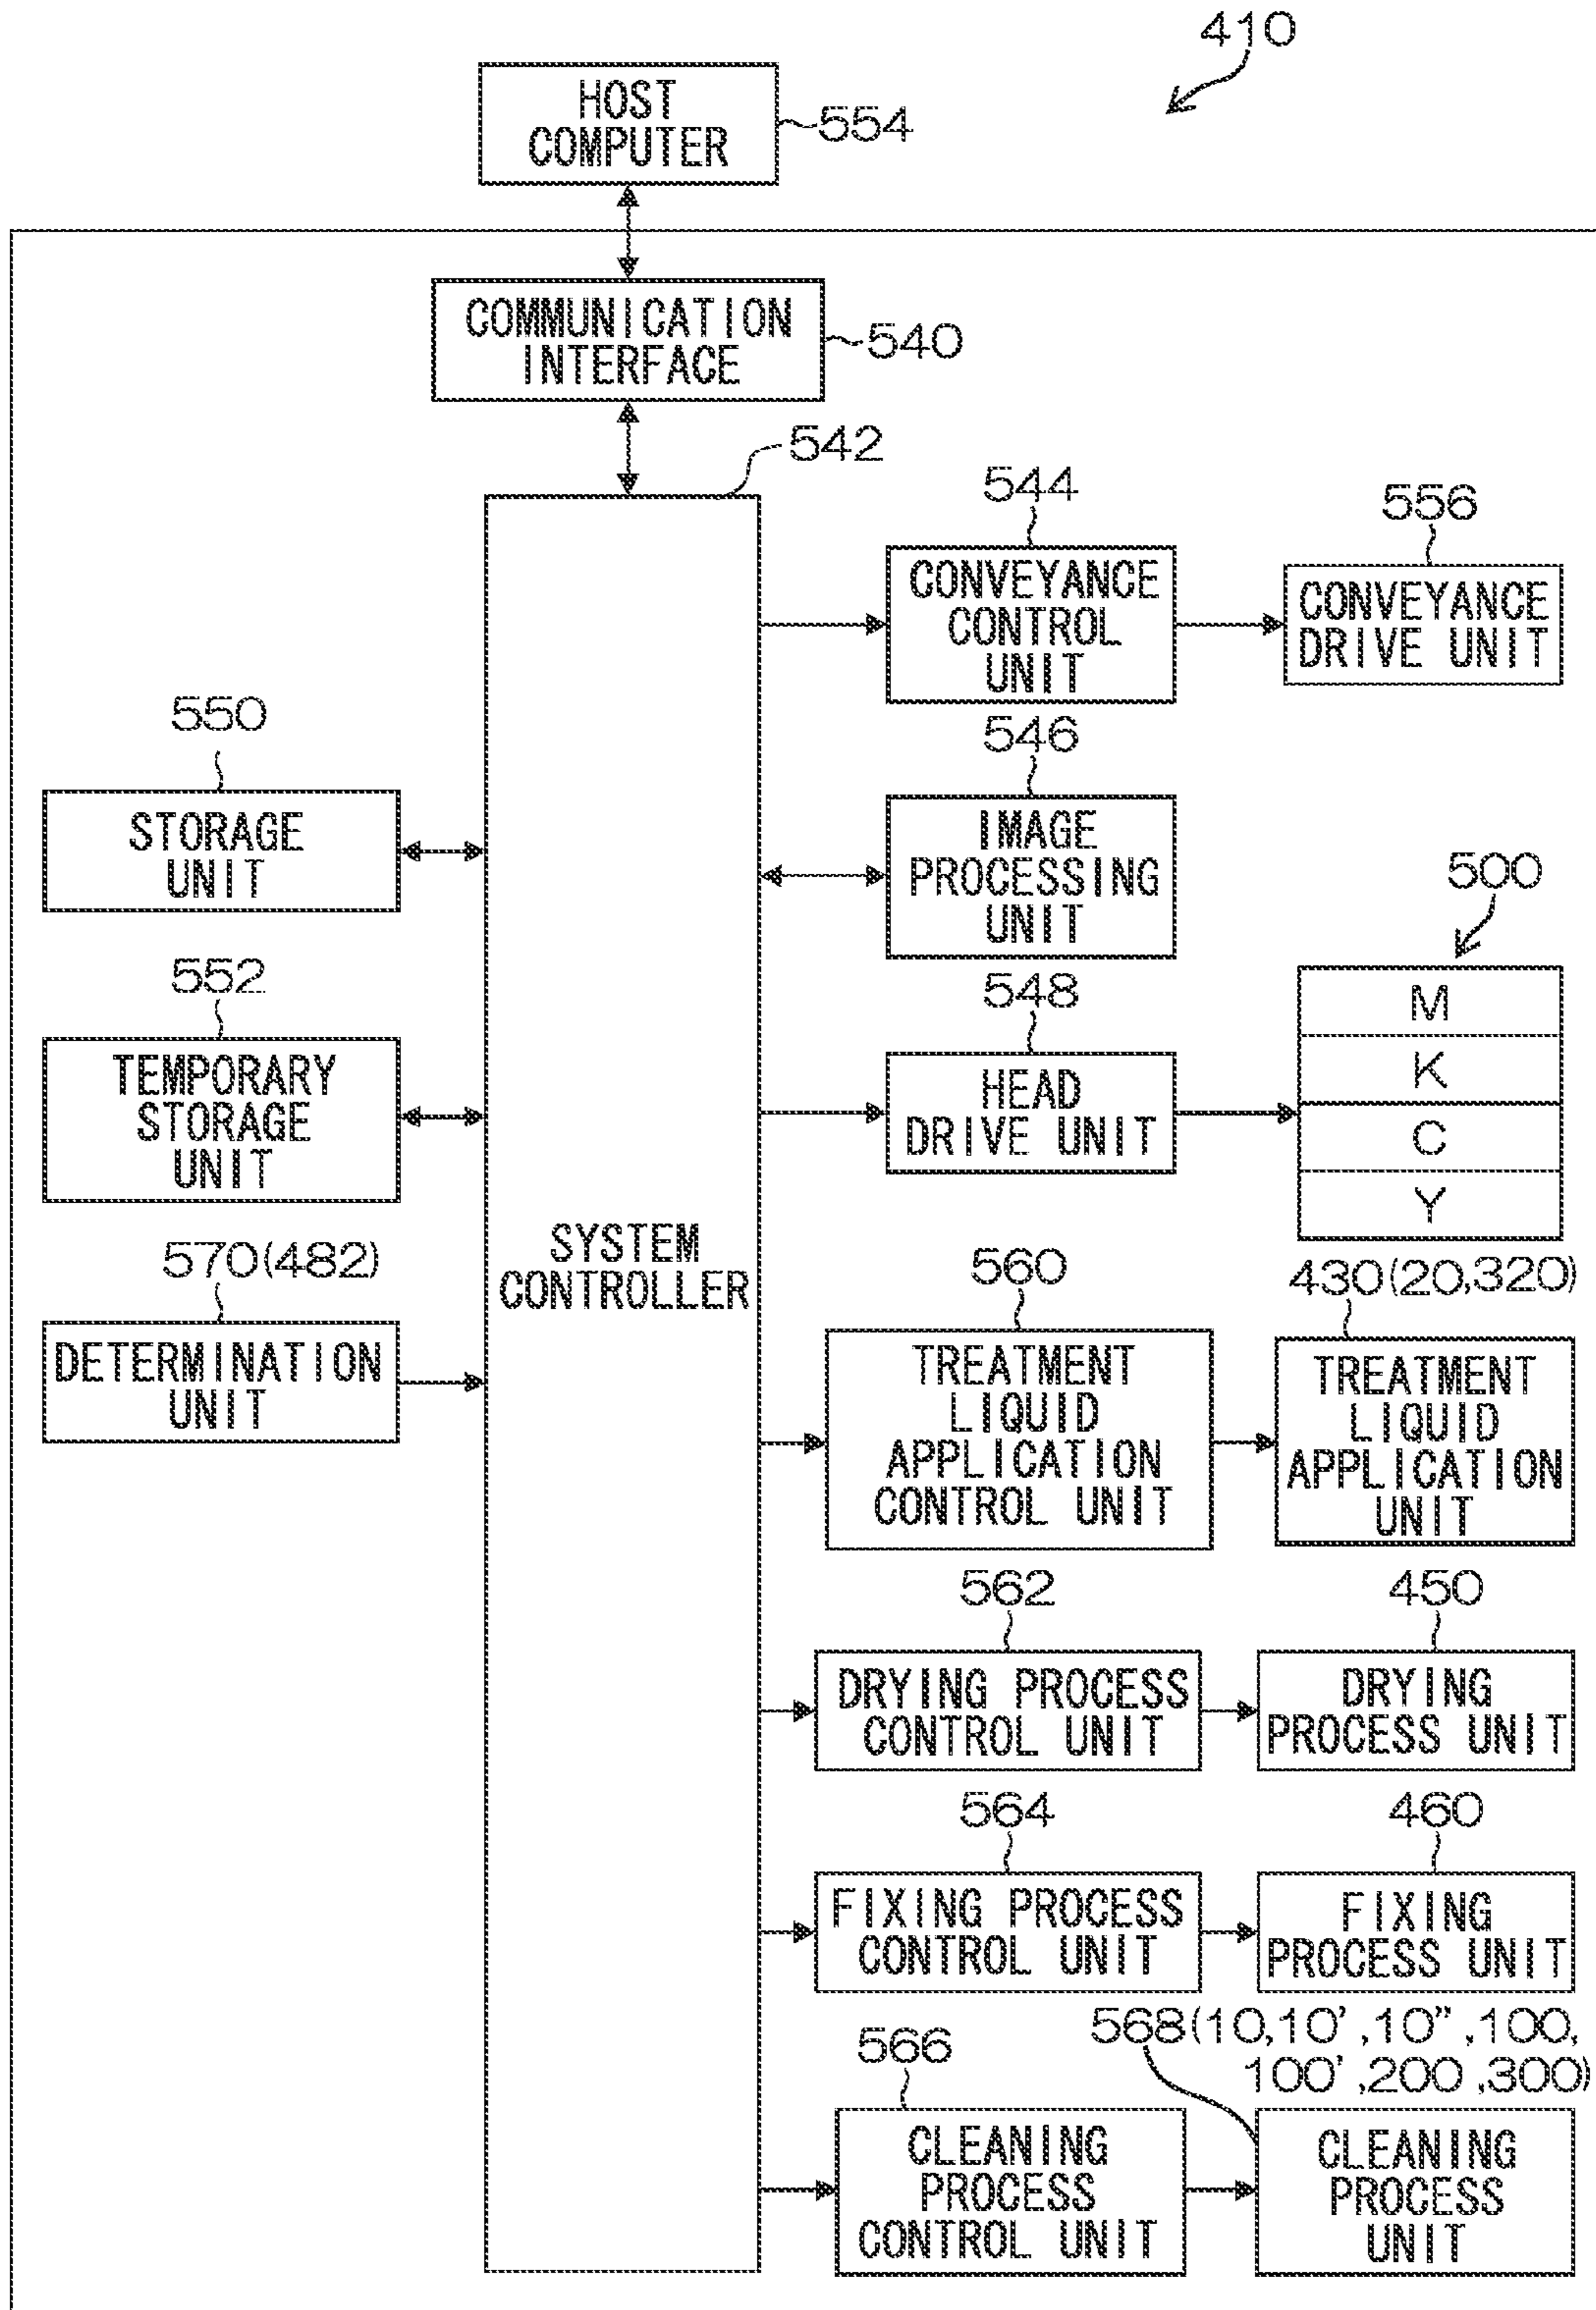 410
HOST
COMPUTER
554
COMMUNICATION
INTERFACE
540
542
544
CONVEYANCE
CONTROL
UNIT
556
CONVEYANCE
DRIVE UNIT
550
STORAGE
UNIT
546
IMAGE
PROCESSING
UNIT
500
M
K
C
Y
552
TEMPORARY
STORAGE
UNIT
548
HEAD
DRIVE UNIT
570(482)
DETERMINATION
UNIT
SYSTEM
CONTROLLER
560
TREATMENT
LIQUID
APPLICATION
CONTROL UNIT
430(20,320)
TREATMENT
LIQUID
APPLICATION
UNIT
562
DRYING PROCESS
CONTROL UNIT
450
DRYING
PROCESS UNIT
564
FIXING PROCESS
CONTROL UNIT
460
FIXING
PROCESS UNIT
566
CLEANING
PROCESS
CONTROL UNIT
568(10,10',10",100,
100',200,300)
CLEANING
PROCESS
UNIT